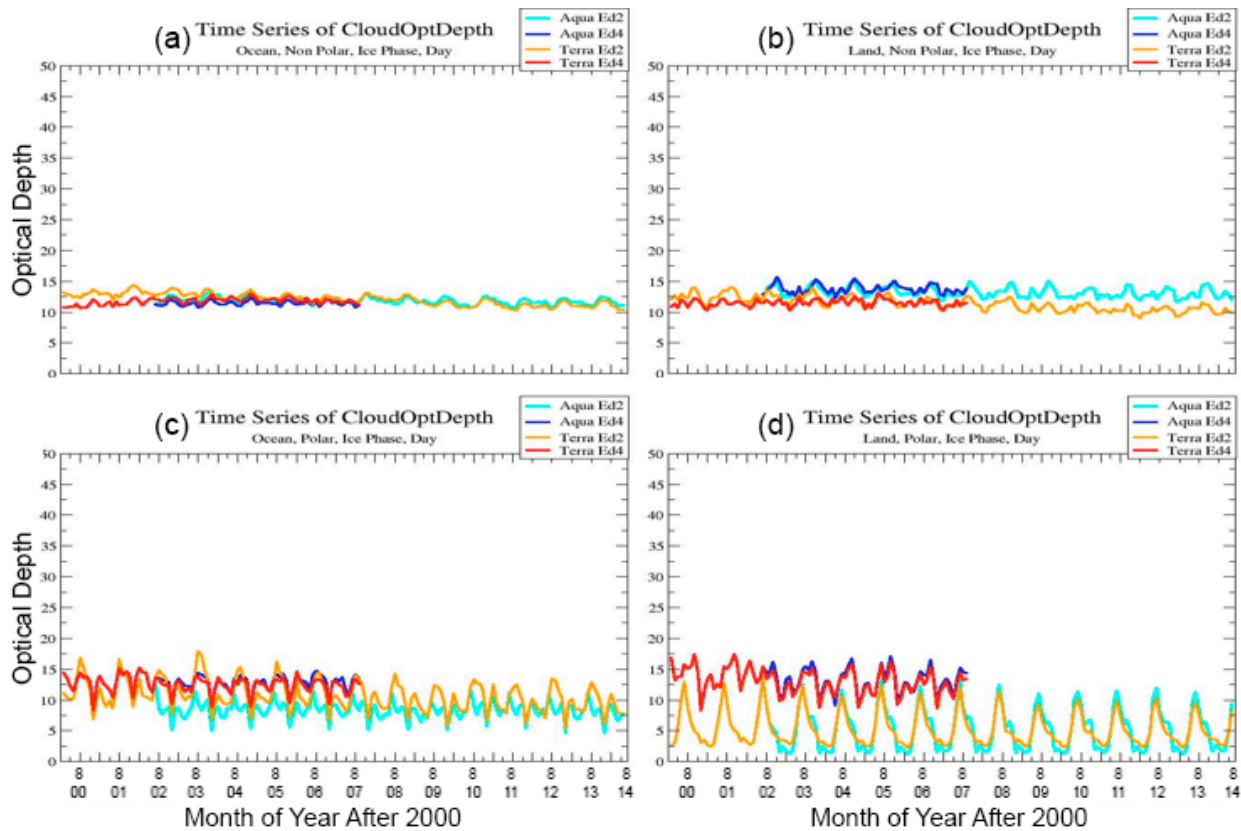 (a) Time Series of CloudOptDepth
Ocean, Non Polar, Ice Phase, Day
Aqua Ed2
Aqua Ed4
Terra Ed2
Terra Ed4
50
45
40
35
30
25
20
15
10
5
0
Optical Depth
(b) Time Series of CloudOptDepth
Land, Non Polar, Ice Phase, Day
Aqua Ed2
Aqua Ed4
Terra Ed2
Terra Ed4
50
45
40
35
30
25
20
15
10
5
0
(c) Time Series of CloudOptDepth
Ocean, Polar, Ice Phase, Day
Aqua Ed2
Aqua Ed4
Terra Ed2
Terra Ed4
50
45
40
35
30
25
20
15
10
5
0
Optical Depth
8 8 8 8 8 8 8 8 8 8 8 8 8 8 8
00 01 02 03 04 05 06 07 08 09 10 11 12 13 14
Month of Year After 2000
(d) Time Series of CloudOptDepth
Land, Polar, Ice Phase, Day
Aqua Ed2
Aqua Ed4
Terra Ed2
Terra Ed4
50
45
40
35
30
25
20
15
10
5
0
8 8 8 8 8 8 8 8 8 8 8 8 8 8 8
00 01 02 03 04 05 06 07 08 09 10 11 12 13 14
Month of Year After 2000